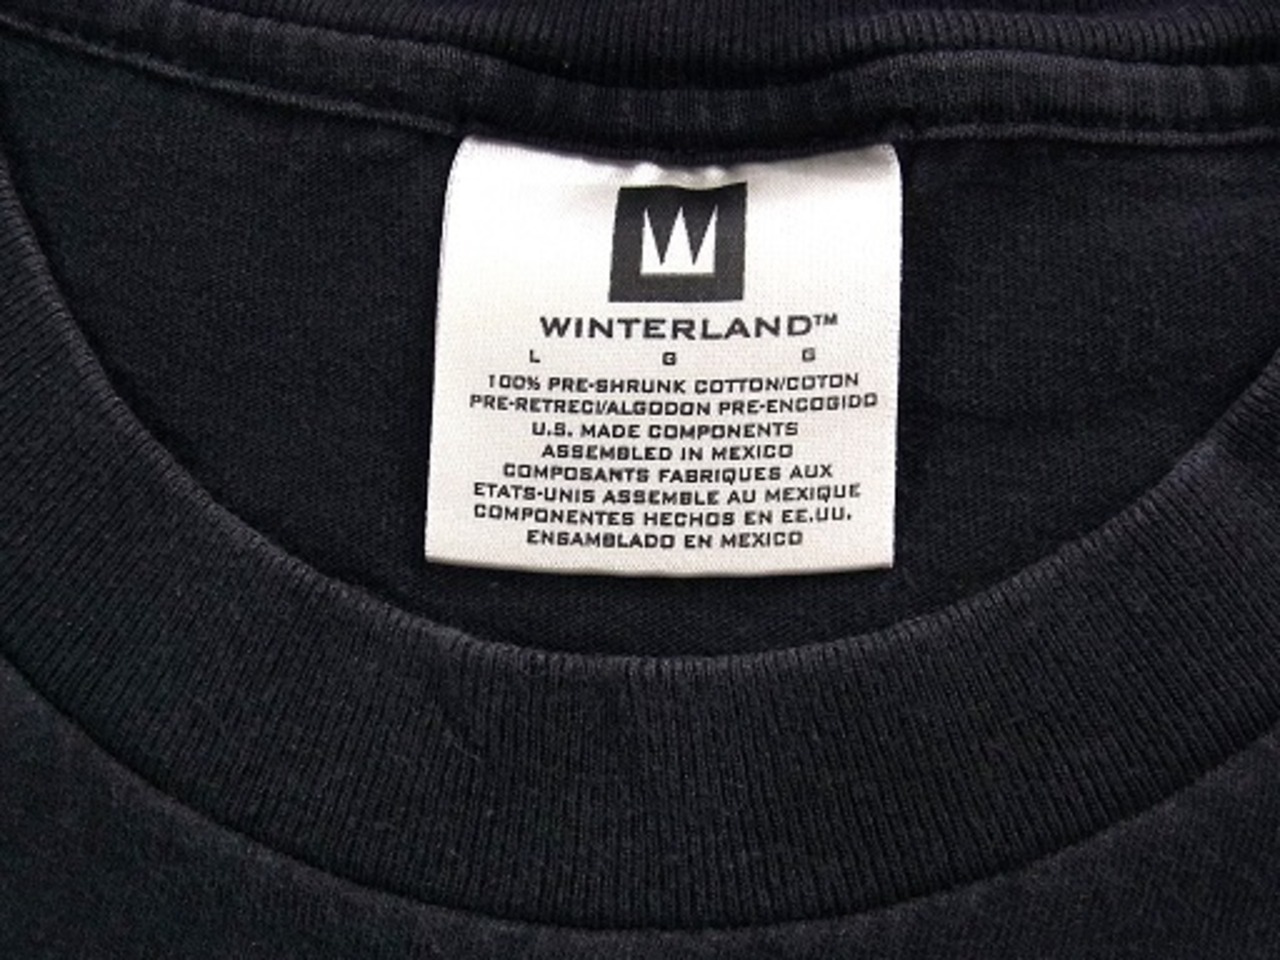 W
WINTERLAND™
L G G
100% PRE-SHRUNK COTTON/COTON
PRE-RETRECI/ALGODON PRE-ENCOGIDO
U.S. MADE COMPONENTS
ASSEMBLED IN MEXICO
COMPOSANTS FABRIQUES AUX
ETATS-UNIS ASSEMBLE AU MEXIQUE
COMPONENTES HECHOS EN EE.UU.
ENSAMBLADO EN MEXICO